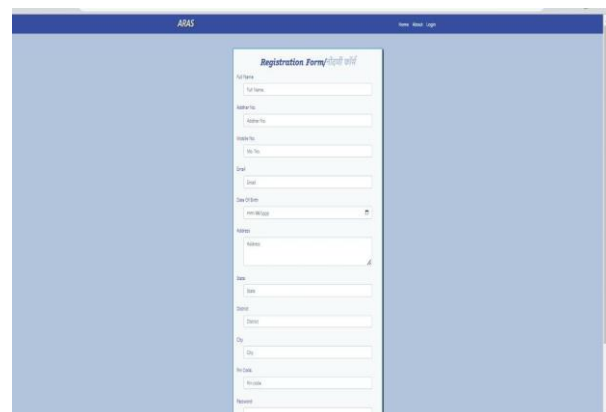 ARAS
Home About Login
Registration Form/नोंदणी फॉर्म
Full Name
Full Name
Aadhar No.
Aadhar No.
Mobile No.
Mo. No.
Email
Email
Date Of Birth
mm/dd/yyyy
Address
Address
State
State
District
District
City
City
Pin Code
Pin code
Password